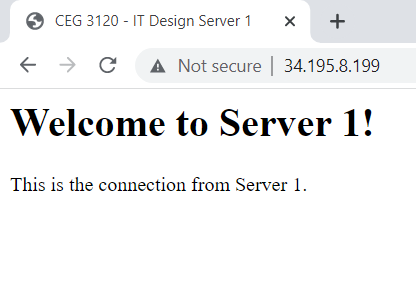 CEG 3120 - IT Design Server 1
Not secure | 34.195.8.199
Welcome to Server 1!
This is the connection from Server 1.